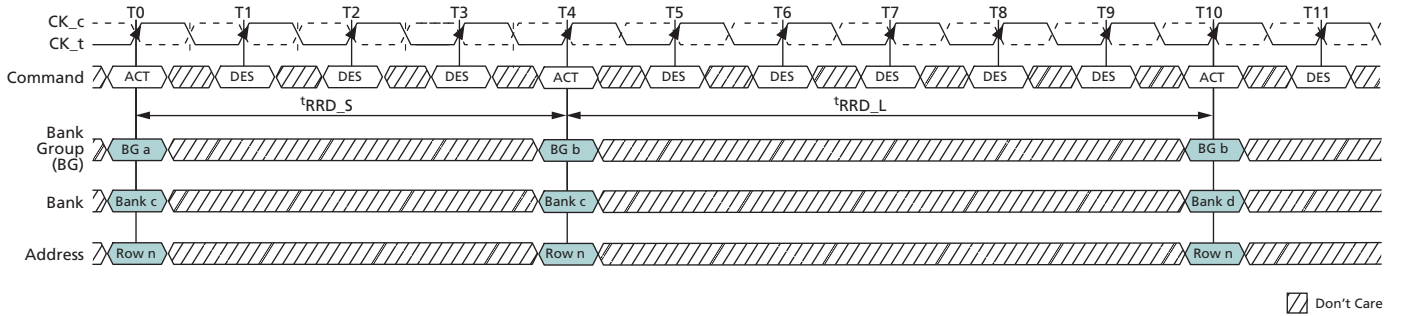 T0 T1 T2 T3 T4 T5 T6 T7 T8 T9 T10 T11
CK_c
CK_t
Command ACT DES DES DES ACT DES DES DES DES DES ACT DES
tRRD_S tRRD_L
Bank
Group
(BG)
BG a BG b BG b
Bank Bank c Bank c Bank d
Address Row n Row n Row n
Don't Care